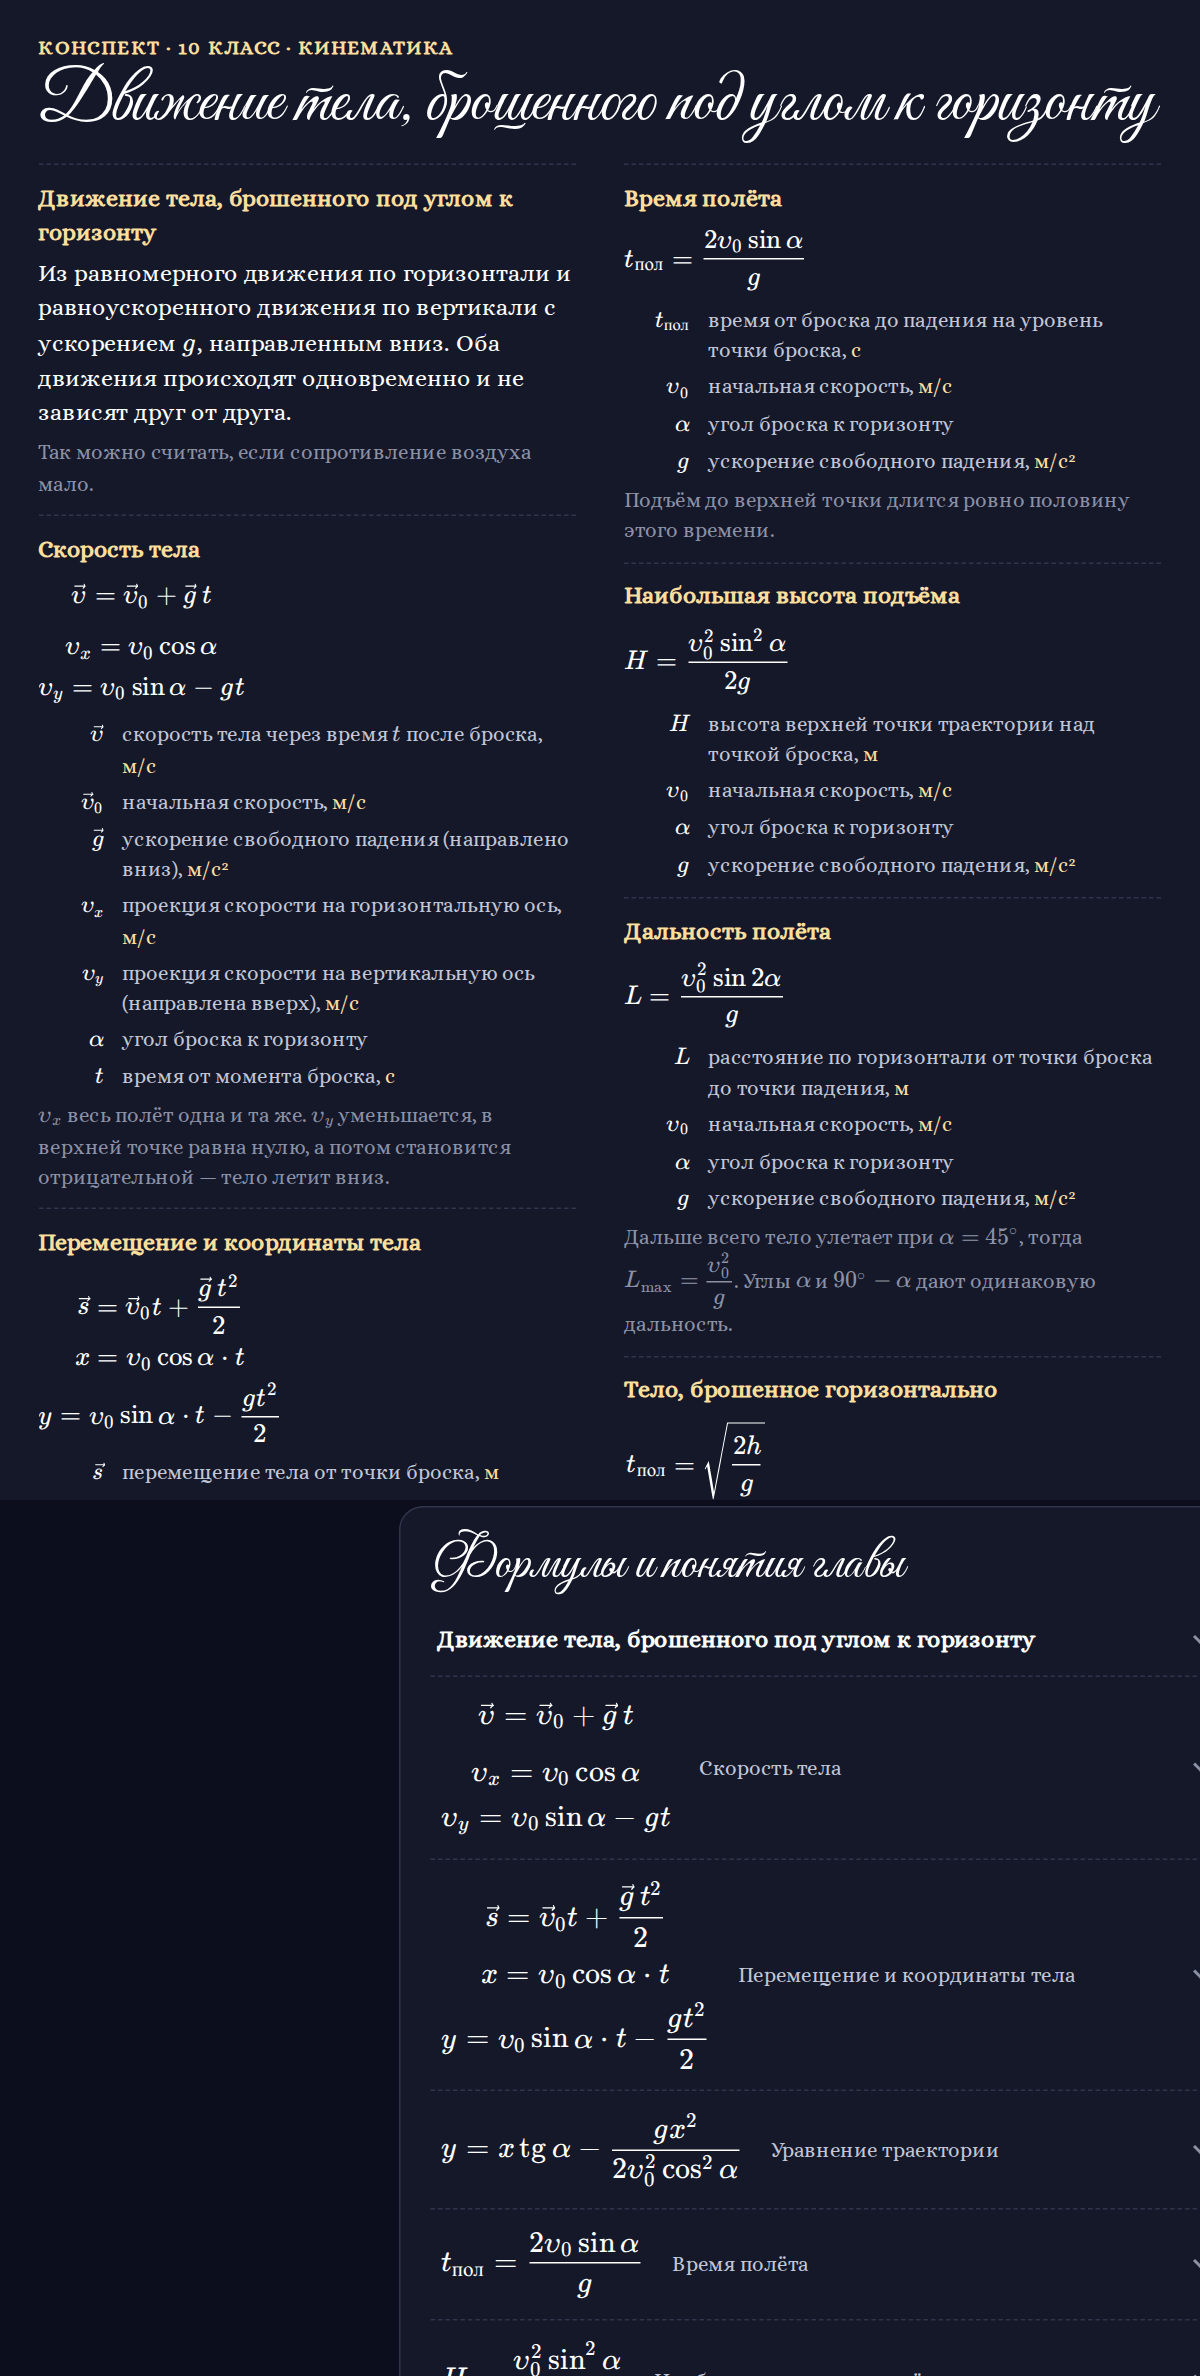 КОНСПЕКТ · 10 КЛАСС · КИНЕМАТИКА
Движение тела, брошенного под углом к горизонту
Движение тела, брошенного под углом к
горизонту
Из равномерного движения по горизонтали и
равноускоренного движения по вертикали с
ускорением g, направленным вниз. Оба
движения происходят одновременно и не
зависят друг от друга.
Так можно считать, если сопротивление воздуха
мало.
Скорость тела
v⃗ = v⃗₀ + g⃗ t
vₓ = v₀ cos α
v_y = v₀ sin α − gt
v⃗ скорость тела через время t после броска,
м/с
v⃗₀ начальная скорость, м/с
g⃗ ускорение свободного падения (направлено
вниз), м/с²
vₓ проекция скорости на горизонтальную ось,
м/с
v_y проекция скорости на вертикальную ось
(направлена вверх), м/с
α угол броска к горизонту
t время от момента броска, с
vₓ весь полёт одна и та же. v_y уменьшается, в
верхней точке равна нулю, а потом становится
отрицательной — тело летит вниз.
Перемещение и координаты тела
s⃗ = v⃗₀t + g⃗ t²/2
x = v₀ cos α · t
y = v₀ sin α · t − gt²/2
s⃗ перемещение тела от точки броска, м
Время полёта
t_пол = 2v₀ sin α/g
t_пол время от броска до падения на уровень
точки броска, с
v₀ начальная скорость, м/с
α угол броска к горизонту
g ускорение свободного падения, м/с²
Подъём до верхней точки длится ровно половину
этого времени.
Наибольшая высота подъёма
H = v₀² sin² α/2g
H высота верхней точки траектории над
точкой броска, м
v₀ начальная скорость, м/с
α угол броска к горизонту
g ускорение свободного падения, м/с²
Дальность полёта
L = v₀² sin 2α/g
L расстояние по горизонтали от точки броска
до точки падения, м
v₀ начальная скорость, м/с
α угол броска к горизонту
g ускорение свободного падения, м/с²
Дальше всего тело улетает при α = 45°, тогда
L_max = v₀²/g. Углы α и 90° − α дают одинаковую
дальность.
Тело, брошенное горизонтально
t_пол = √(2h/g)
Формулы и понятия главы
Движение тела, брошенного под углом к горизонту
v⃗ = v⃗₀ + g⃗ t
vₓ = v₀ cos α
v_y = v₀ sin α − gt
Скорость тела
s⃗ = v⃗₀t + g⃗ t²/2
x = v₀ cos α · t
y = v₀ sin α · t − gt²/2
Перемещение и координаты тела
y = x tg α − gx²/2v₀² cos² α
Уравнение траектории
t_пол = 2v₀ sin α/g
Время полёта
v₀² sin² α